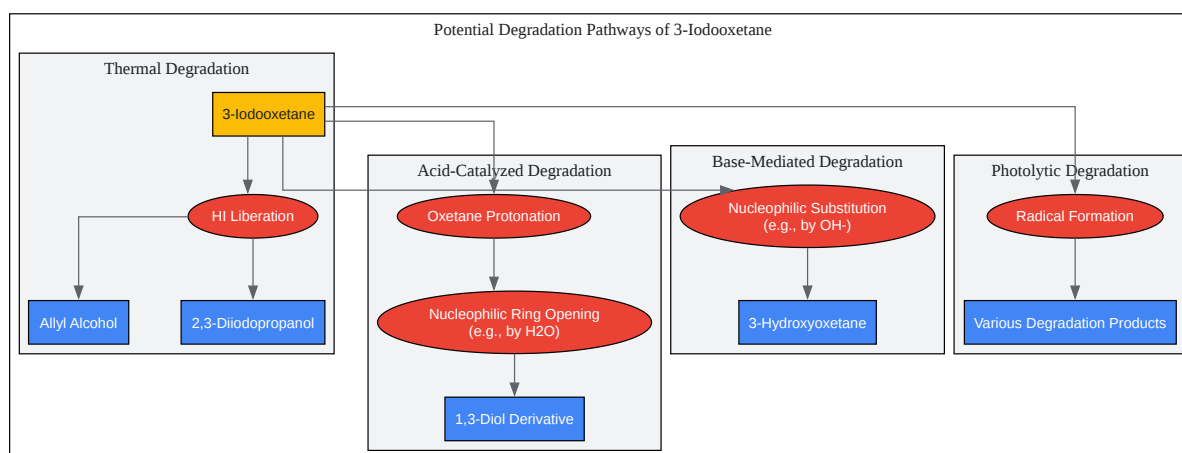 Potential Degradation Pathways of 3-Iodooxetane
Thermal Degradation
3-Iodooxetane
HI Liberation
Allyl Alcohol
2,3-Diiodopropanol
Acid-Catalyzed Degradation
Oxetane Protonation
Nucleophilic Ring Opening
(e.g., by H2O)
1,3-Diol Derivative
Base-Mediated Degradation
Nucleophilic Substitution
(e.g., by OH-)
3-Hydroxyoxetane
Photolytic Degradation
Radical Formation
Various Degradation Products